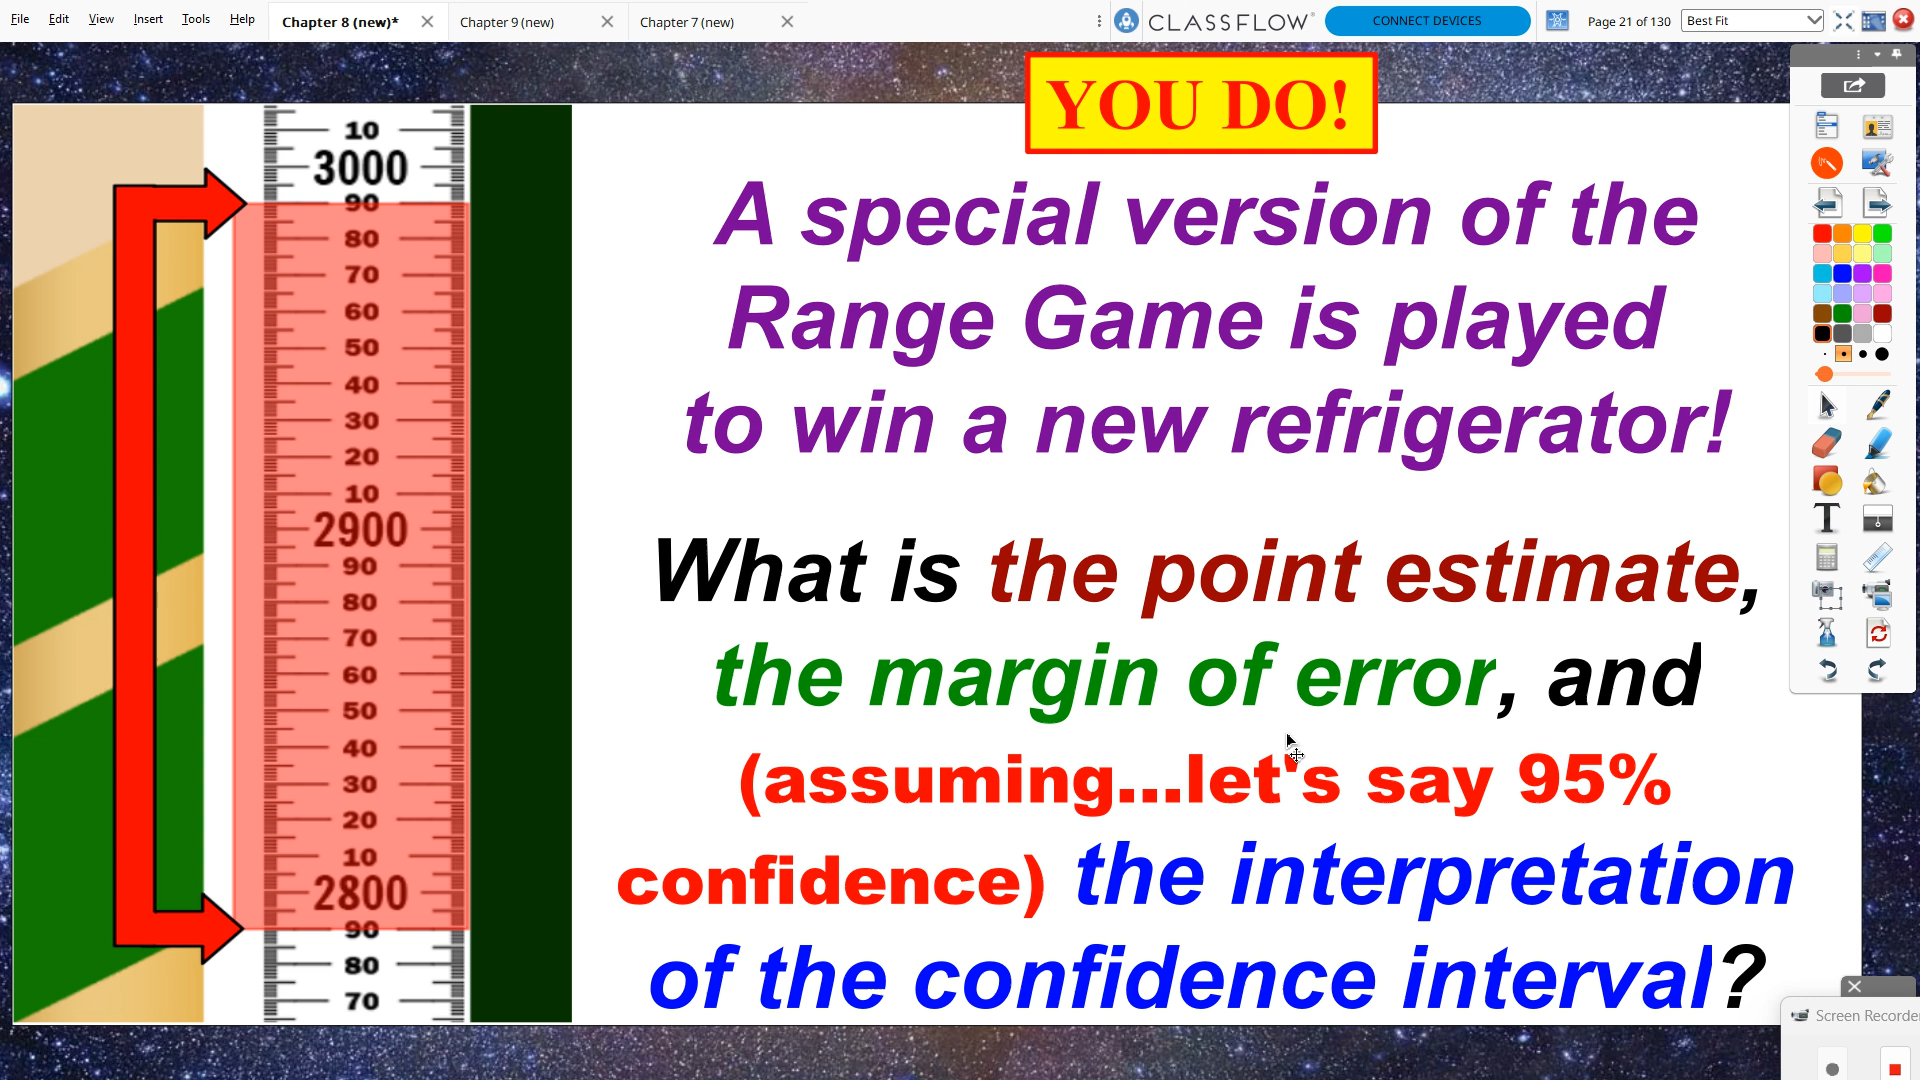 File Edit View Insert Tools Help
Chapter 8 (new)*
Chapter 9 (new)
Chapter 7 (new)
CLASSFLOW
CONNECT DEVICES
Page 21 of 130
Best Fit
YOU DO!
A special version of the
Range Game is played
to win a new refrigerator!
What is the point estimate,
the margin of error, and
(assuming...let's say 95%
confidence) the interpretation
of the confidence interval?
10
3000
90
80
70
60
50
40
30
20
10
2900
90
80
70
60
50
40
30
20
10
2800
90
80
70
Screen Recorder